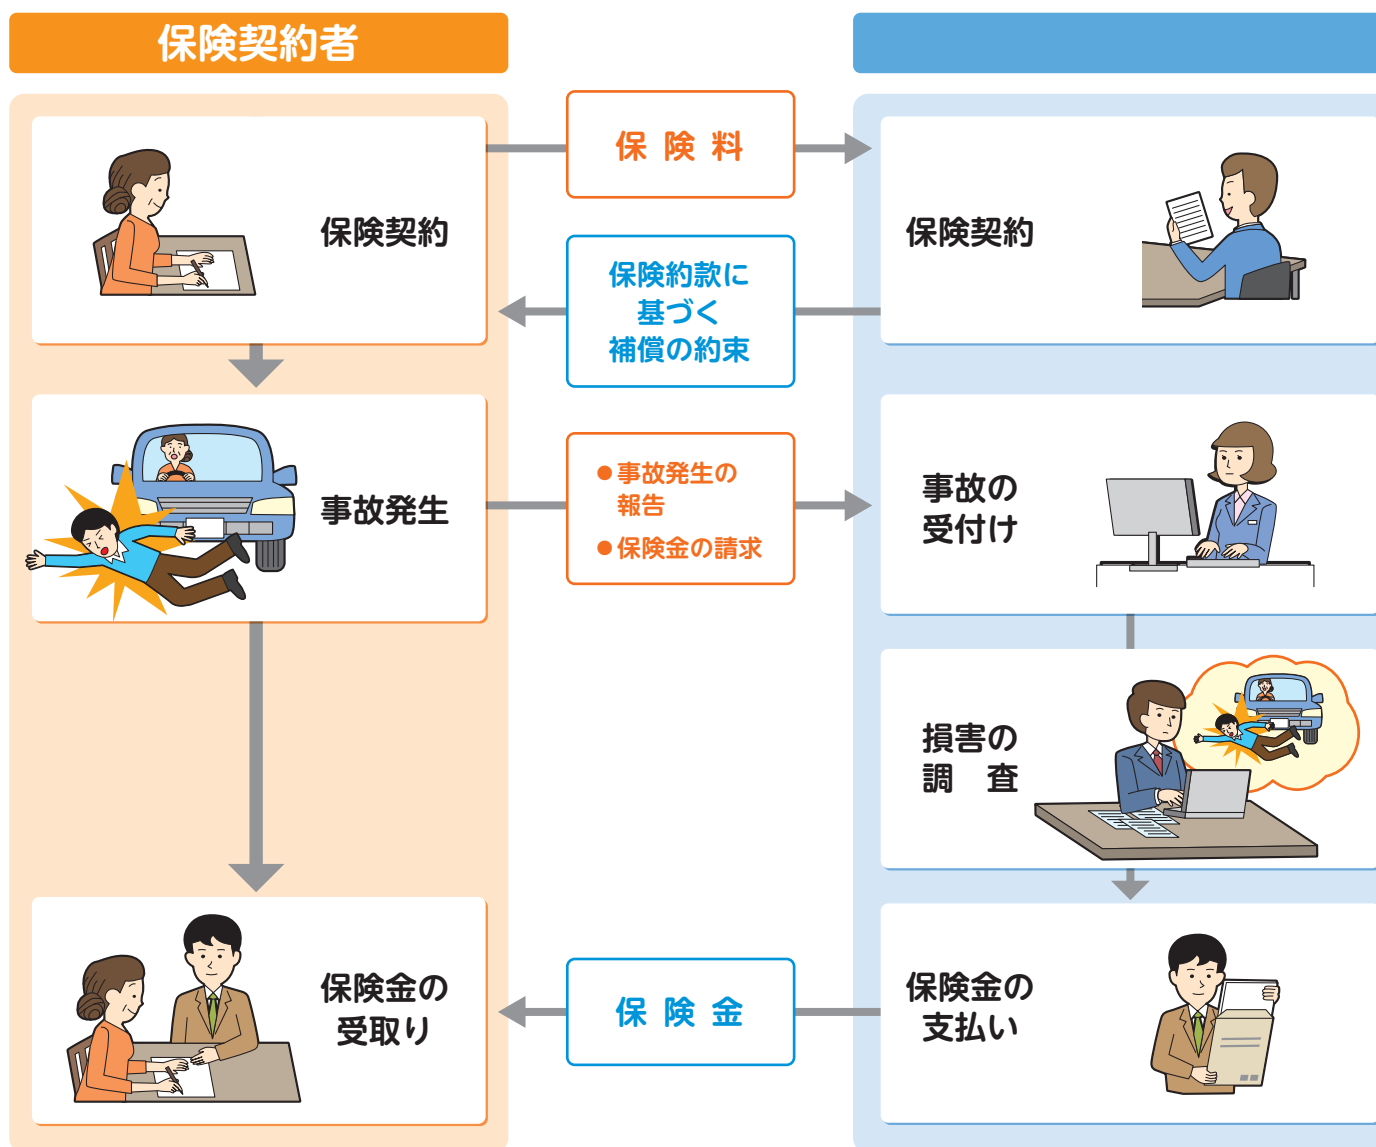 保険契約者
保険契約
保険料
保険契約
保険約款に
基づく
補償の約束
事故発生
●事故発生の
報告
●保険金の請求
事故の
受付け
損害の
調　査
保険金の
受取り
保険金
保険金の
支払い